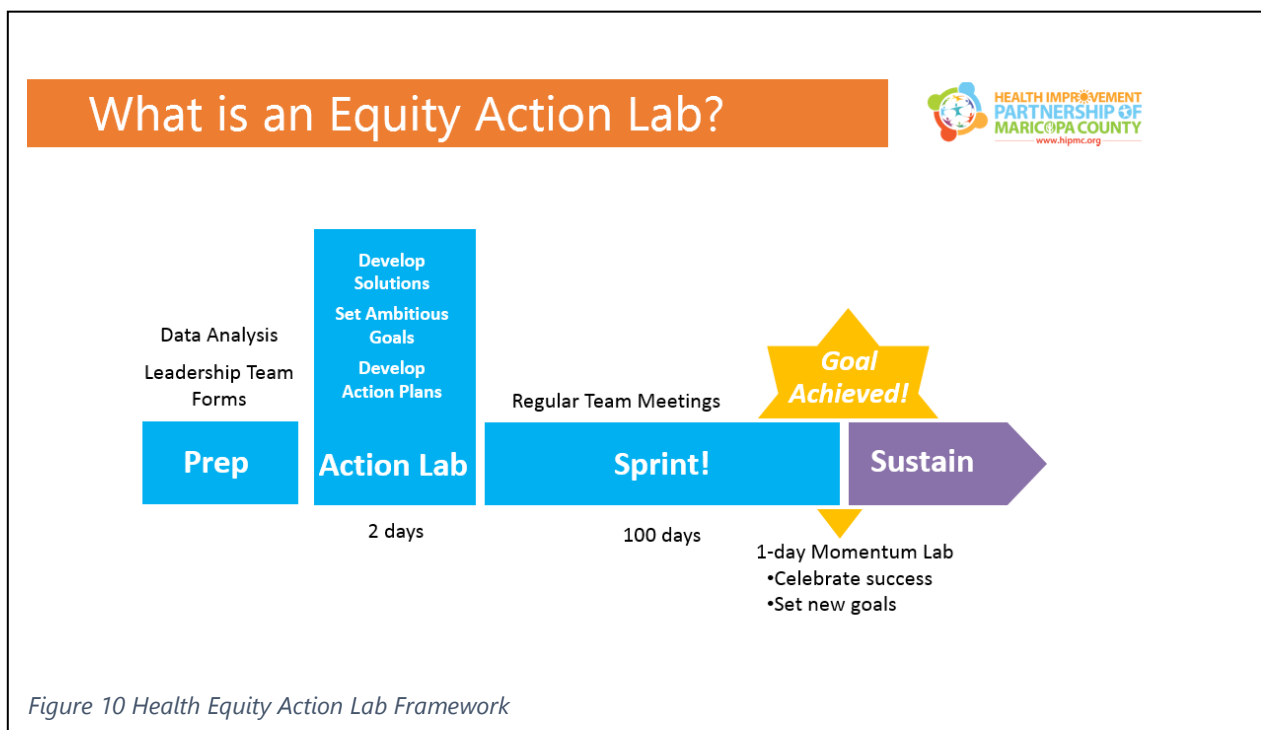 What is an Equity Action Lab?
HEALTH IMPROVEMENT
PARTNERSHIP OF
MARICOPA COUNTY
www.hipmc.org
Data Analysis
Leadership Team
Forms
Prep
Develop
Solutions
Set Ambitious
Goals
Develop
Action Plans
Action Lab
2 days
Regular Team Meetings
Sprint!
100 days
Goal
Achieved!
Sustain
1-day Momentum Lab
•Celebrate success
•Set new goals
Figure 10 Health Equity Action Lab Framework